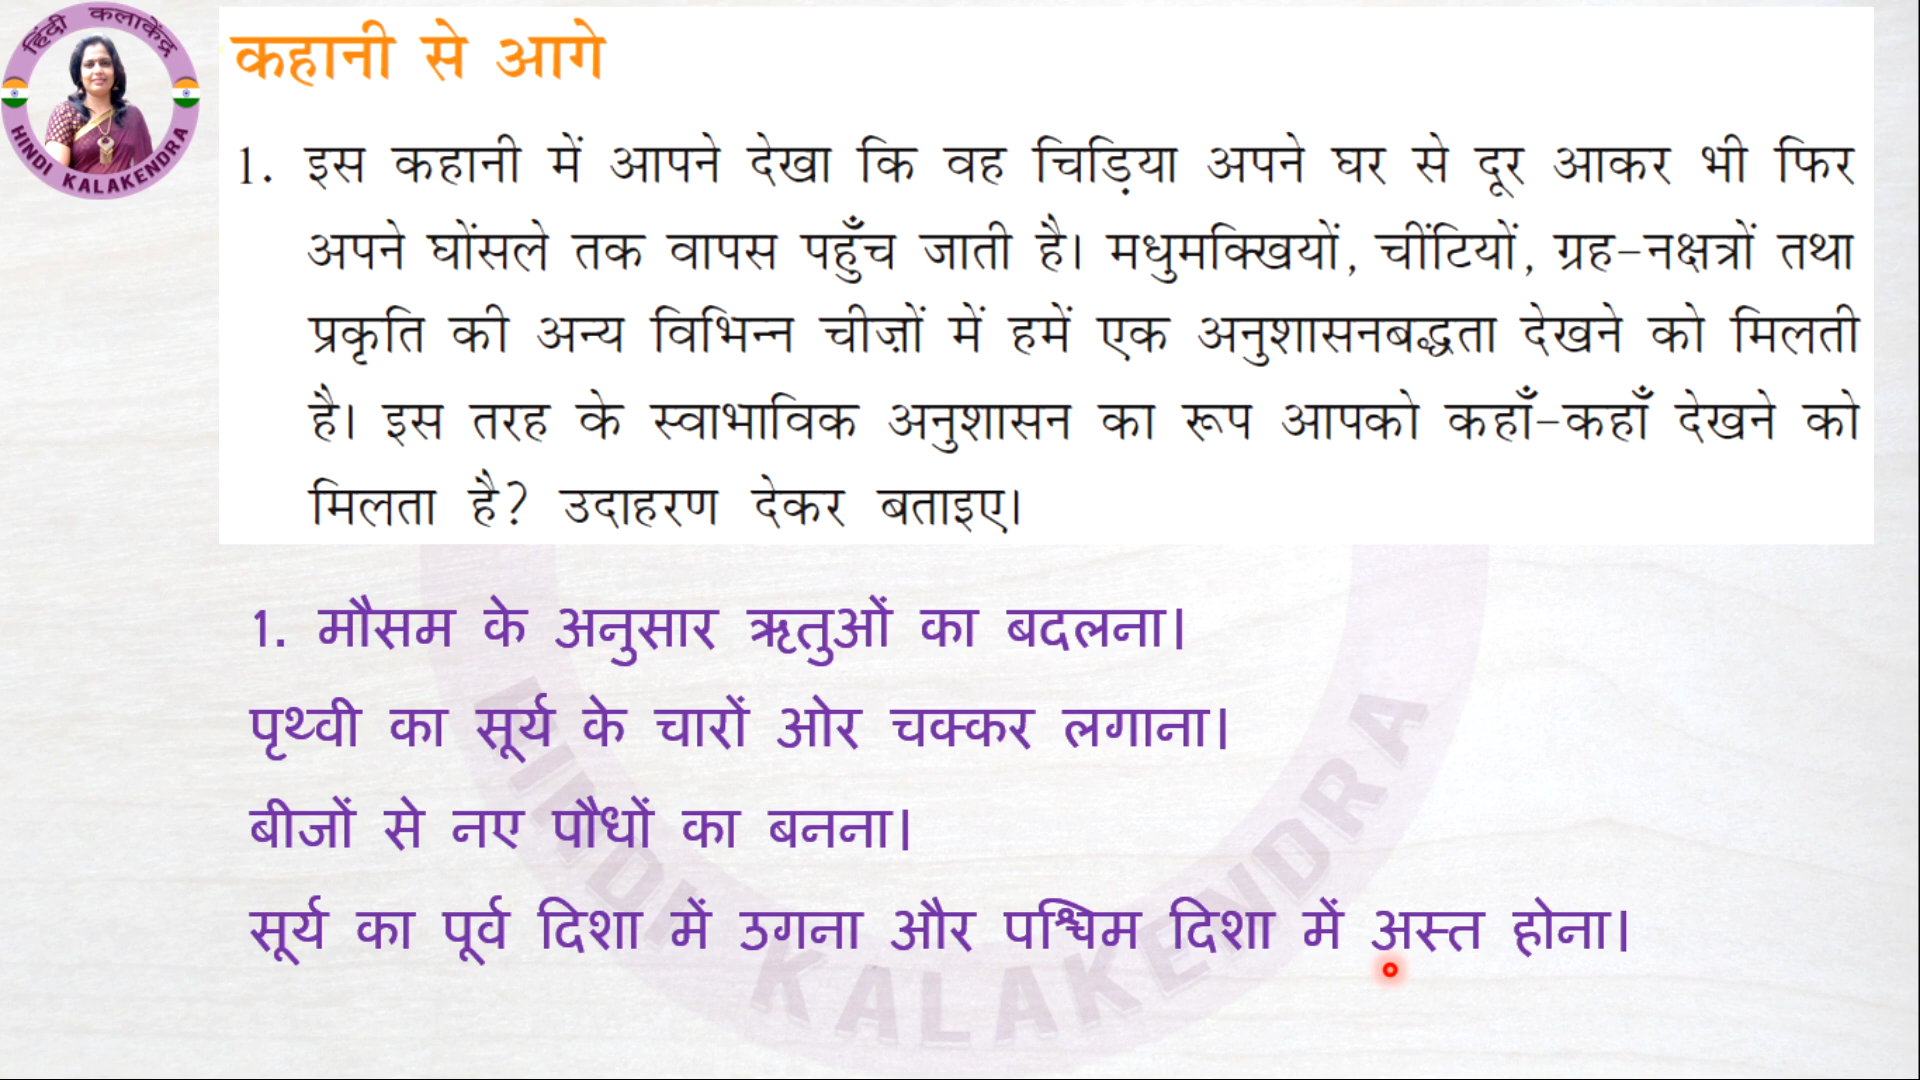 हिंदी कलाकेंद्र
HINDI KALAKENDRA
कहानी से आगे
1. इस कहानी में आपने देखा कि वह चिड़िया अपने घर से दूर आकर भी फिर
अपने घोंसले तक वापस पहुँच जाती है। मधुमक्खियों, चींटियों, ग्रह-नक्षत्रों तथा
प्रकृति की अन्य विभिन्न चीज़ों में हमें एक अनुशासनबद्धता देखने को मिलती
है। इस तरह के स्वाभाविक अनुशासन का रूप आपको कहाँ-कहाँ देखने को
मिलता है? उदाहरण देकर बताइए।
1. मौसम के अनुसार ऋतुओं का बदलना।
पृथ्वी का सूर्य के चारों ओर चक्कर लगाना।
बीजों से नए पौधों का बनना।
सूर्य का पूर्व दिशा में उगना और पश्चिम दिशा में अस्त होना।
HINDI KALAKENDRA